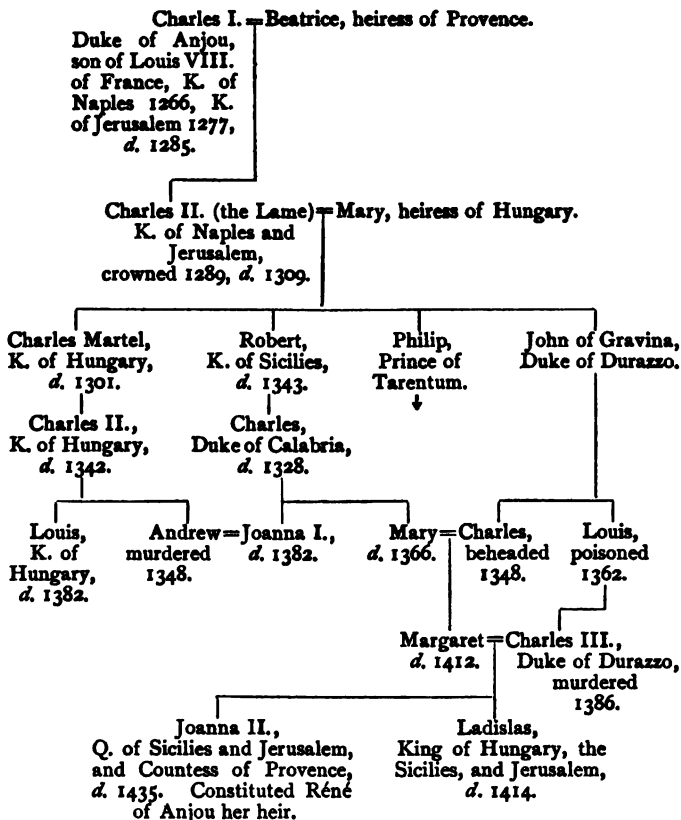 Charles I. = Beatrice, heiress of Provence.
Duke of Anjou,
son of Louis VIII.
of France, K. of
Naples 1266, K.
of Jerusalem 1277,
d. 1285.
Charles II. (the Lame) = Mary, heiress of Hungary.
K. of Naples and
Jerusalem,
crowned 1289, d. 1309.
Charles Martel,
K. of Hungary,
d. 1301.
Robert,
K. of Sicilies,
d. 1343.
Philip,
Prince of
Tarentum.
John of Gravina,
Duke of Durazzo.
Charles II.,
K. of Hungary,
d. 1342.
Charles,
Duke of Calabria,
d. 1328.
Louis,
K. of
Hungary,
d. 1382.
Andrew = Joanna I.,
murdered d. 1382.
1348.
Mary = Charles,
d. 1366. beheaded
1348.
Louis,
poisoned
1362.
Margaret = Charles III.,
d. 1412. Duke of Durazzo,
murdered
1386.
Joanna II.,
Q. of Sicilies and Jerusalem,
and Countess of Provence,
d. 1435. Constituted Réné
of Anjou her heir.
Ladislas,
King of Hungary, the
Sicilies, and Jerusalem,
d. 1414.